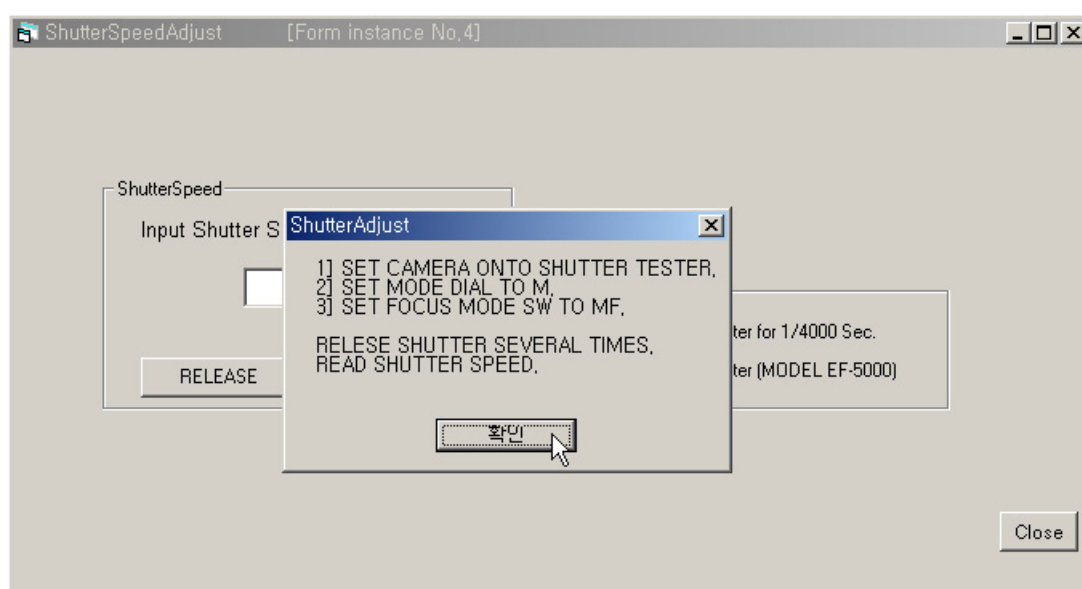 ShutterSpeedAdjust [Form instance No,4]
ShutterSpeed
Input Shutter S
ShutterAdjust
1] SET CAMERA ONTO SHUTTER TESTER,
2] SET MODE DIAL TO M,
3] SET FOCUS MODE SW TO MF,
RELESE SHUTTER SEVERAL TIMES,
READ SHUTTER SPEED,
확인
RELEASE
ter for 1/4000 Sec.
ter (MODEL EF-5000)
Close